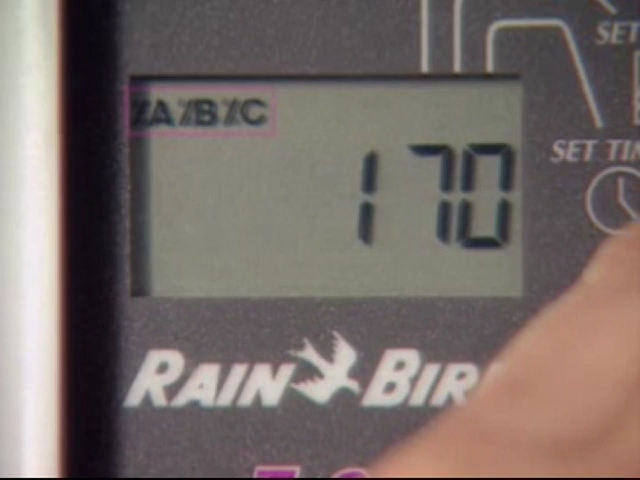 SET
%A %B %C
170
SET TIM
RAIN BIR